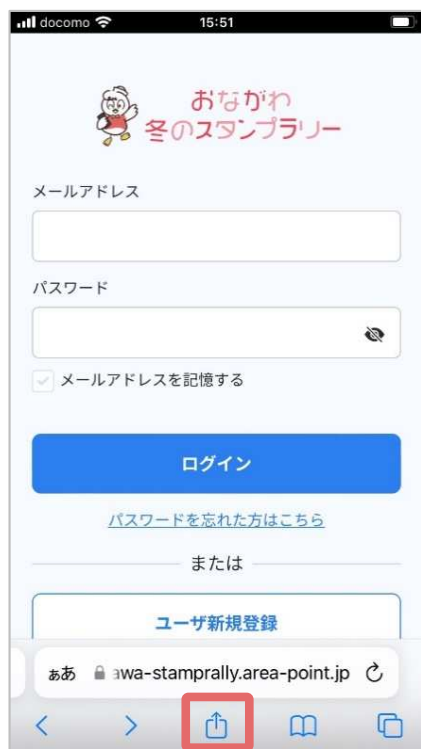 docomo 15:51
おながわ
冬のスタンプラリー
メールアドレス
パスワード
メールアドレスを記憶する
ログイン
パスワードを忘れた方はこちら
または
ユーザ新規登録
ぁあ awa-stamprally.area-point.jp